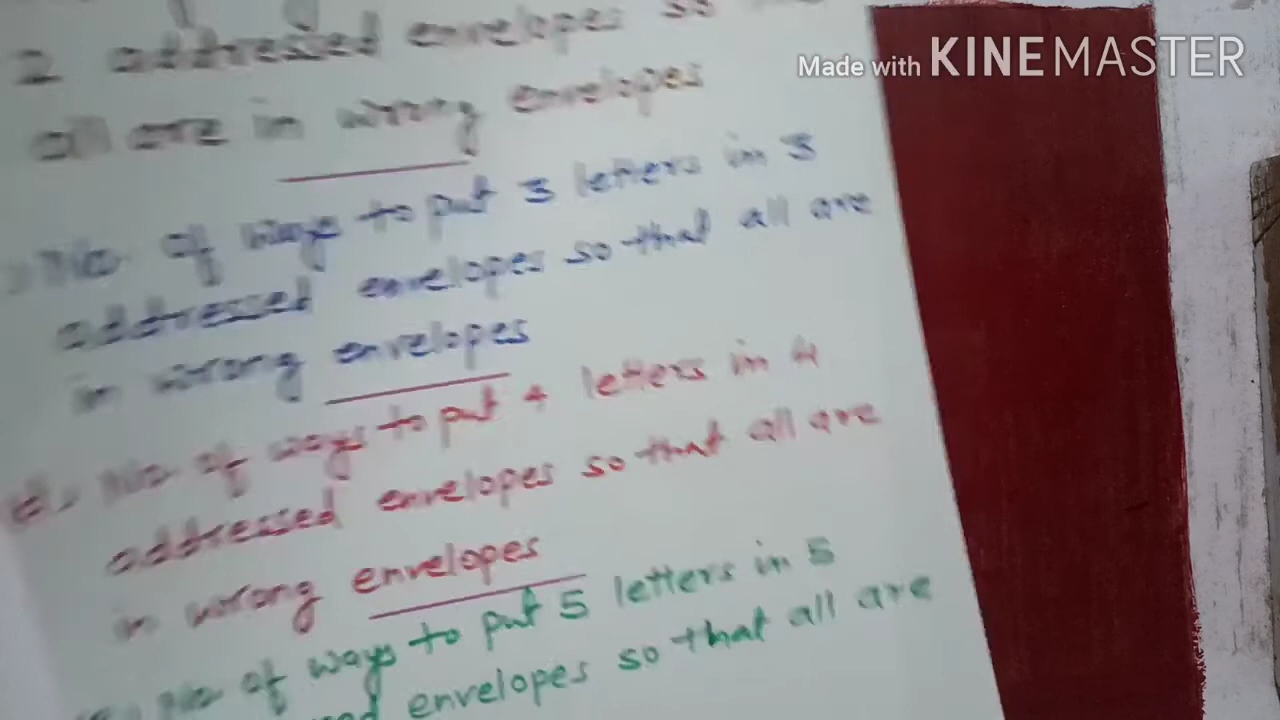 2 addressed envelopes so
all are in wrong envelopes
No of ways to put 3 letters in 3
addressed envelopes so that all are
in wrong envelopes
d. No of ways to put 4 letters in 4
addressed envelopes so that all are
in wrong envelopes
No of ways to put 5 letters in 5
envelopes so that all are
Made with KINEMASTER